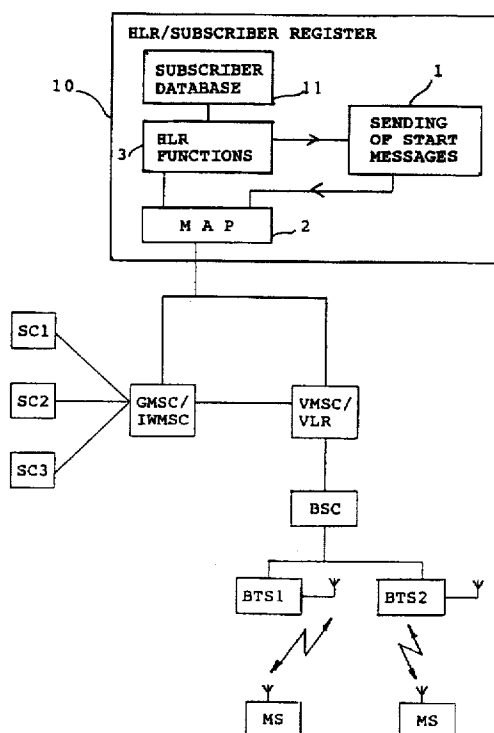 HLR/SUBSCRIBER REGISTER
SUBSCRIBER
DATABASE
11
1
10
SENDING
OF START
MESSAGES
3
HLR
FUNCTIONS
M A P
2
SC1
SC2
SC3
GMSC/
IWMSC
VMSC/
VLR
BSC
BTS1
BTS2
MS
MS